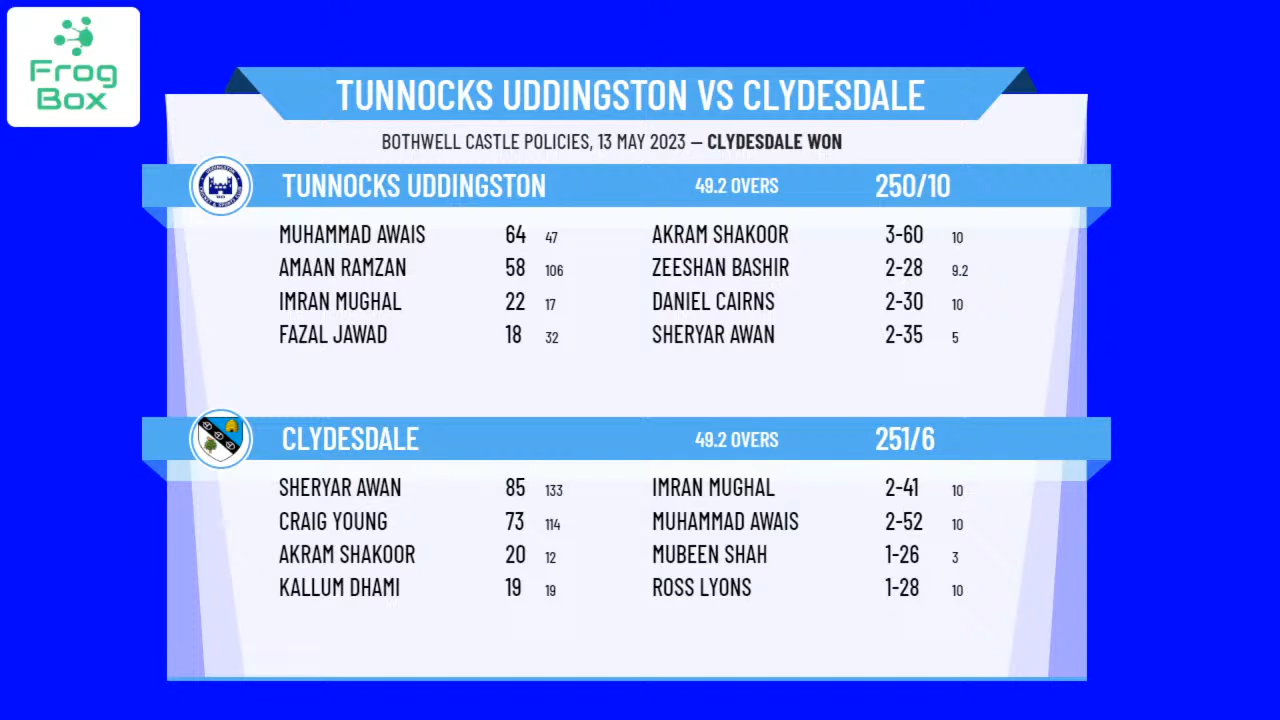 Frog
Box
TUNNOCKS UDDINGSTON VS CLYDESDALE
BOTHWELL CASTLE POLICIES, 13 MAY 2023 – CLYDESDALE WON
TUNNOCKS UDDINGSTON 49.2 OVERS 250/10
MUHAMMAD AWAIS 64 47 AKRAM SHAKOOR 3-60 10
AMAAN RAMZAN 58 106 ZEESHAN BASHIR 2-28 9.2
IMRAN MUGHAL 22 17 DANIEL CAIRNS 2-30 10
FAZAL JAWAD 18 32 SHERYAR AWAN 2-35 5
CLYDESDALE 49.2 OVERS 251/6
SHERYAR AWAN 85 133 IMRAN MUGHAL 2-41 10
CRAIG YOUNG 73 114 MUHAMMAD AWAIS 2-52 10
AKRAM SHAKOOR 20 12 MUBEEN SHAH 1-26 3
KALLUM DHAMI 19 19 ROSS LYONS 1-28 10